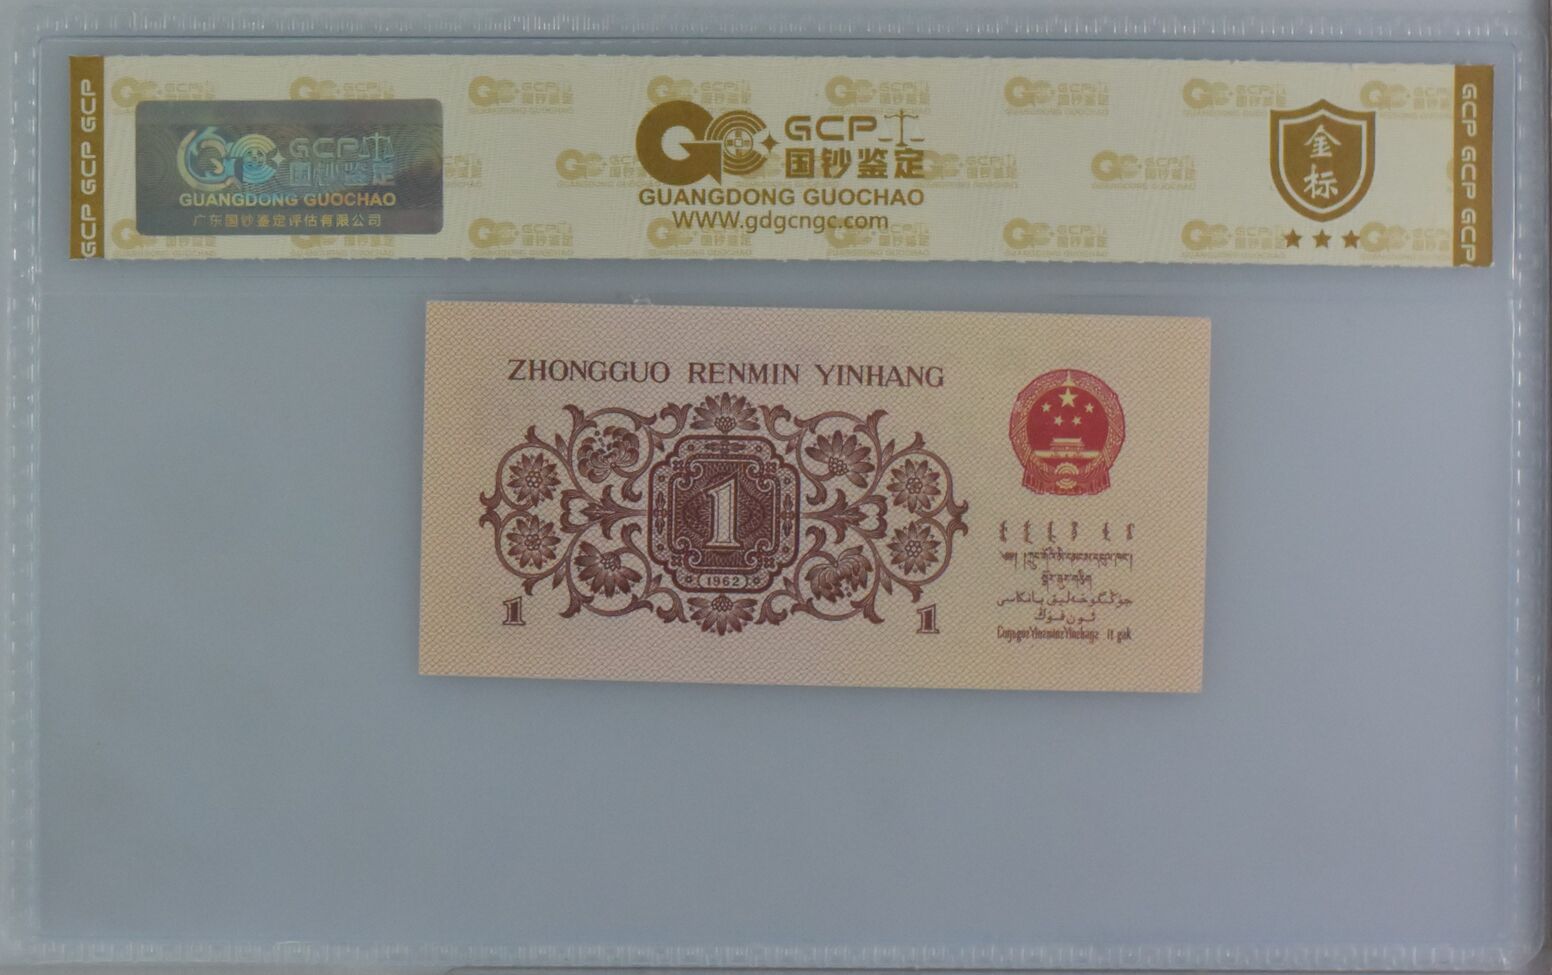 GCP GCP GCP
GCP
国钞鉴定
GUANGDONG GUOCHAO
广东国钞鉴定评估有限公司
GCP
国钞鉴定
GUANGDONG GUOCHAO
WWW.gdgcngc.com
金标
GCP GCP GCP
ZHONGGUO RENMIN YINHANG
1
1962
1
1